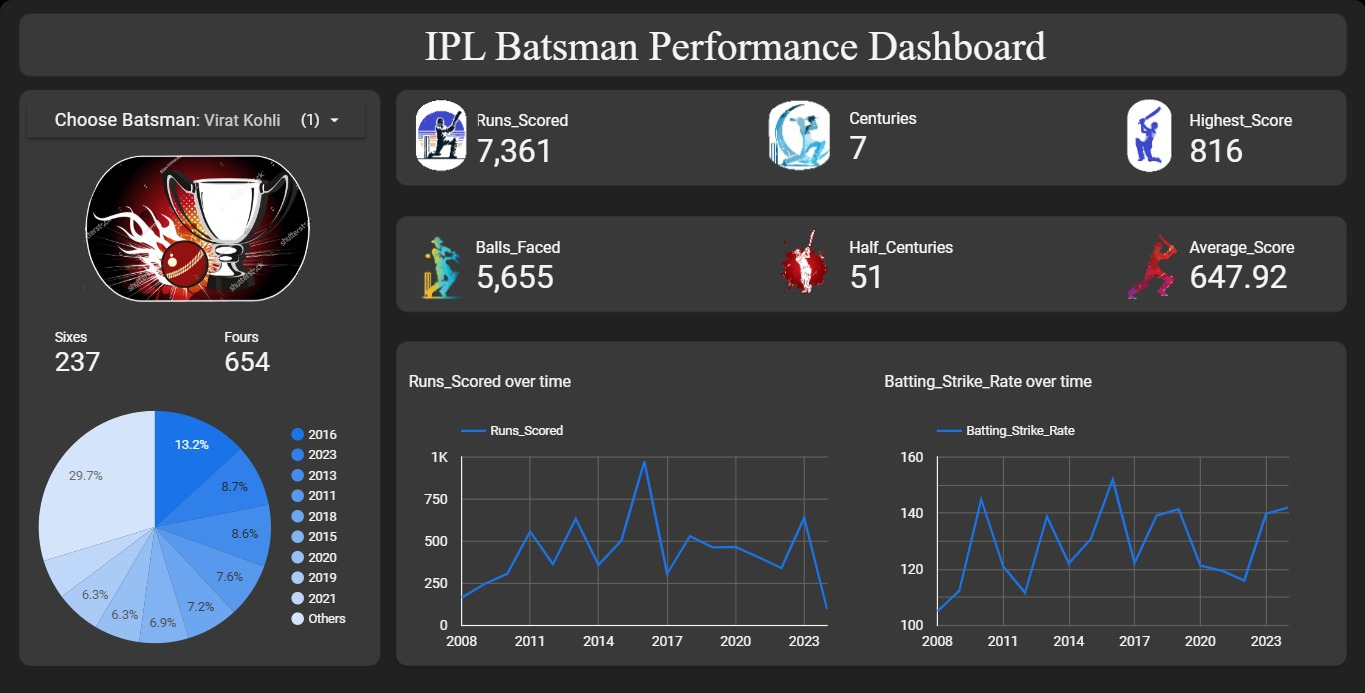 IPL Batsman Performance Dashboard
Choose Batsman: Virat Kohli (1)
shutterstock
shutterstock
shutterstock
Sixes
237
Fours
654
13.2%
8.7%
8.6%
7.6%
7.2%
6.9%
6.3%
6.3%
29.7%
2016
2023
2013
2011
2018
2015
2020
2019
2021
Others
Runs_Scored
7,361
Centuries
7
Highest_Score
816
Balls_Faced
5,655
Half_Centuries
51
Average_Score
647.92
Runs_Scored over time
Runs_Scored
1K
750
500
250
0
2008 2011 2014 2017 2020 2023
Batting_Strike_Rate over time
Batting_Strike_Rate
160
140
120
100
2008 2011 2014 2017 2020 2023